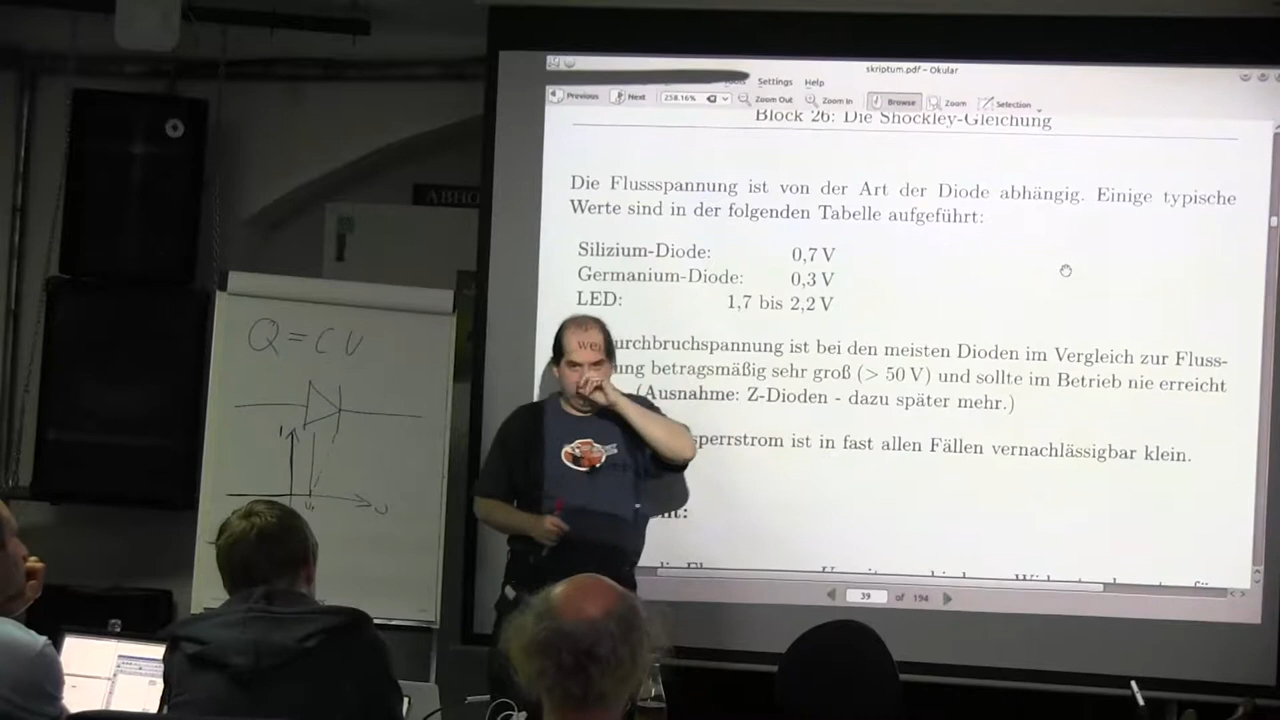 skriptum.pdf – Okular
Settings Help
Previous Next 258.16% Zoom Out Zoom In Browse Zoom Selection
Block 26: Die Shockley-Gleichung
Die Flussspannung ist von der Art der Diode abhängig. Einige typische
Werte sind in der folgenden Tabelle aufgeführt:
Silizium-Diode: 0,7 V
Germanium-Diode: 0,3 V
LED: 1,7 bis 2,2 V
urchbruchspannung ist bei den meisten Dioden im Vergleich zur Fluss-
ung betragsmäßig sehr groß (> 50 V) und sollte im Betrieb nie erreicht
we (Ausnahme: Z-Dioden - dazu später mehr.)
sperrstrom ist in fast allen Fällen vernachlässigbar klein.
39 of 194
ABHO
Q = C U
I
U